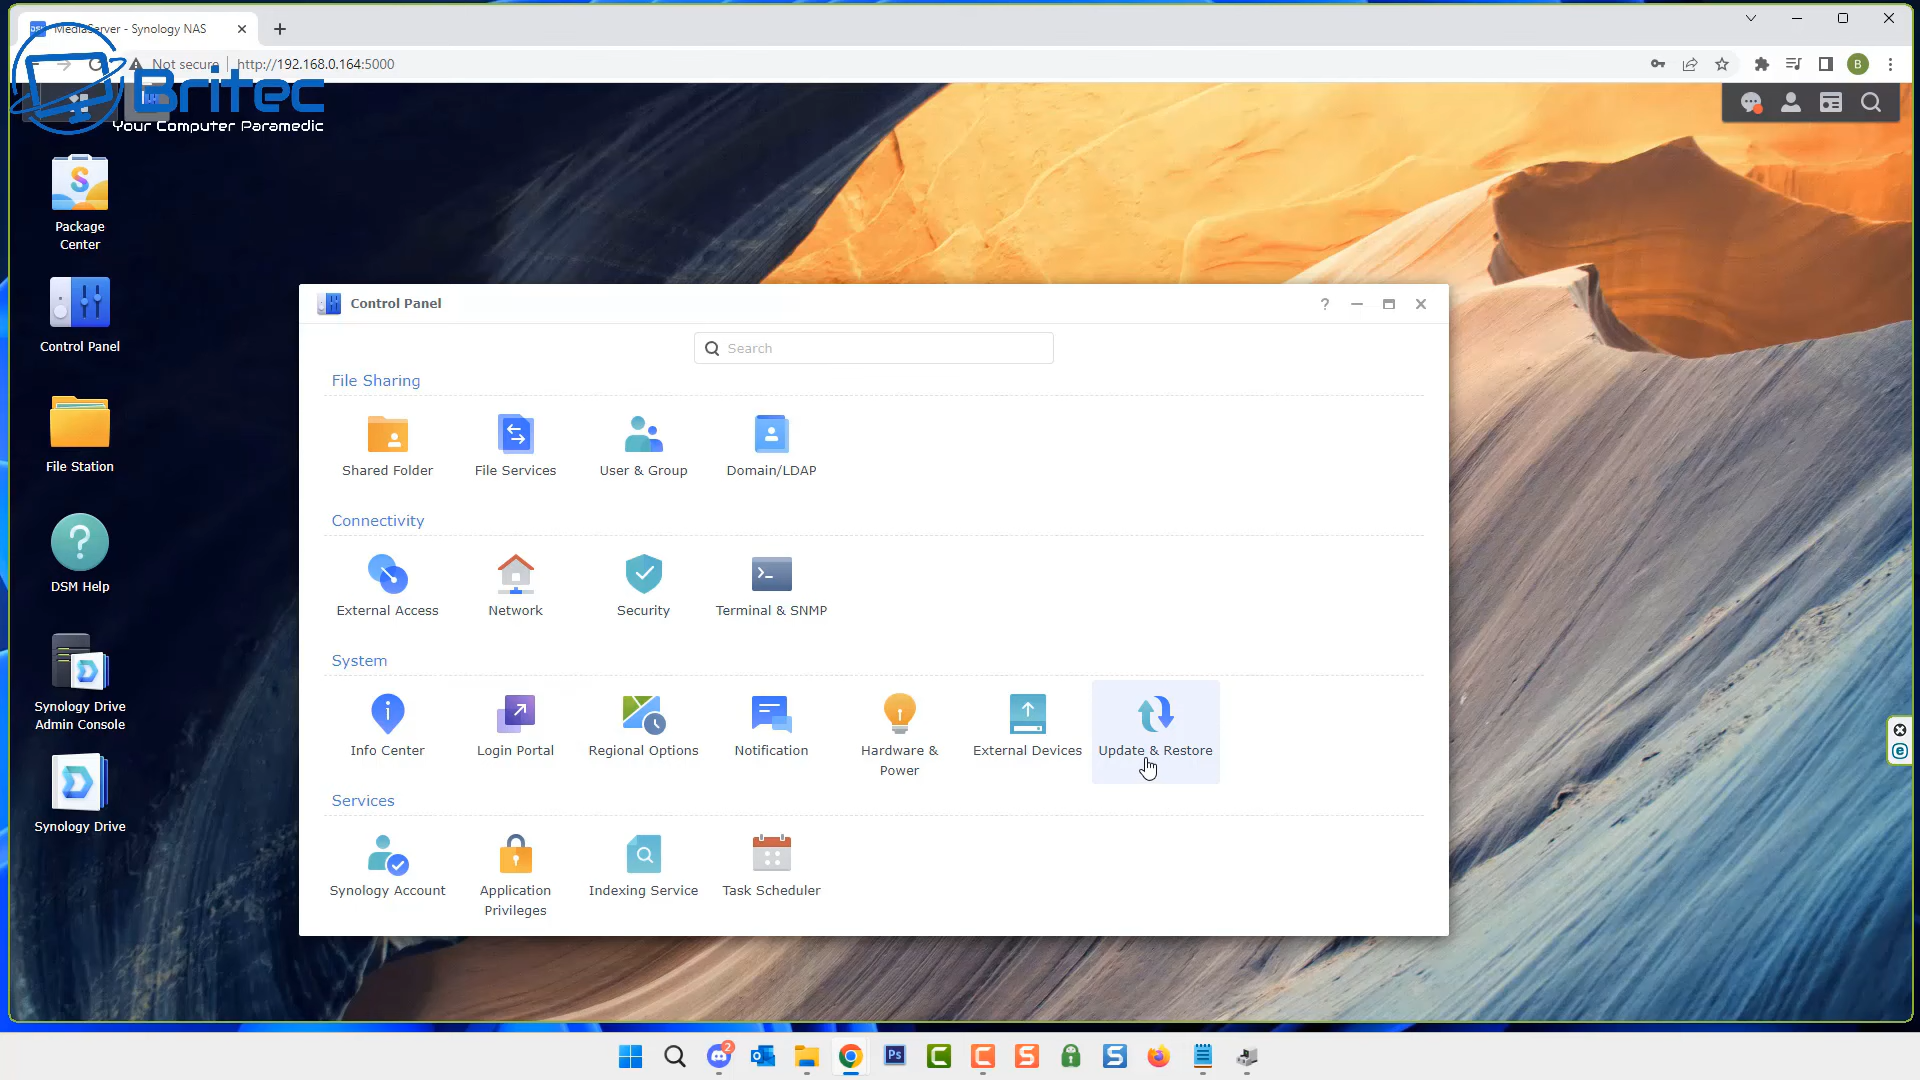 MediaServer - Synology NAS
Not secure
http://192.168.0.164:5000
B
Britec
Your Computer Paramedic
Package
Center
Control Panel
File Station
DSM Help
Synology Drive
Admin Console
Synology Drive
Control Panel
Search
File Sharing
Shared Folder
File Services
User & Group
Domain/LDAP
Connectivity
External Access
Network
Security
Terminal & SNMP
System
Info Center
Login Portal
Regional Options
Notification
Hardware &
Power
External Devices
Update & Restore
Services
Synology Account
Application
Privileges
Indexing Service
Task Scheduler
2
Ps